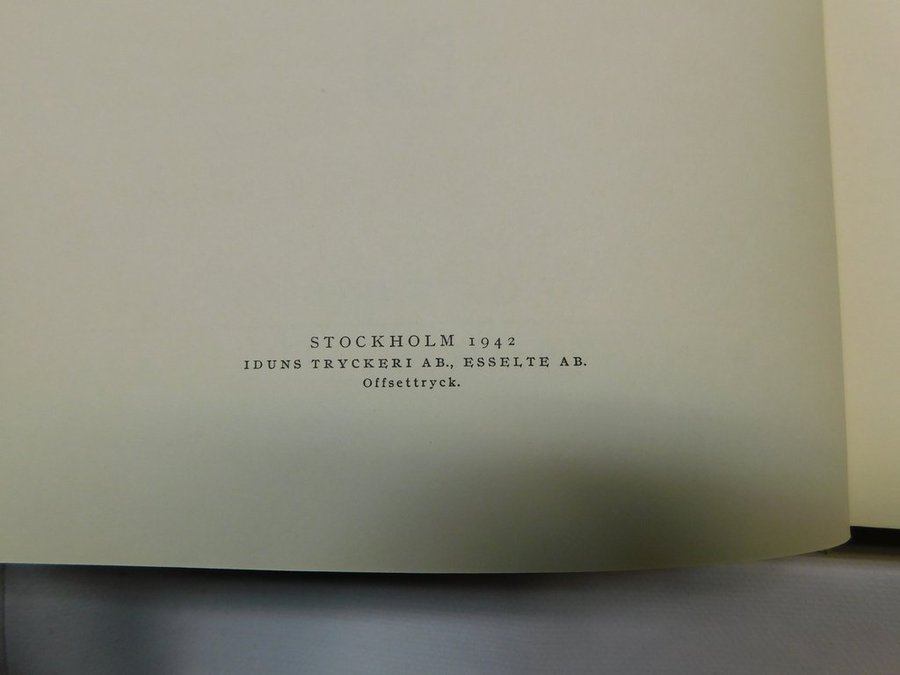 STOCKHOLM 1942
IDUNS TRYCKERI AB., ESSELTE AB.
Offsettryck.